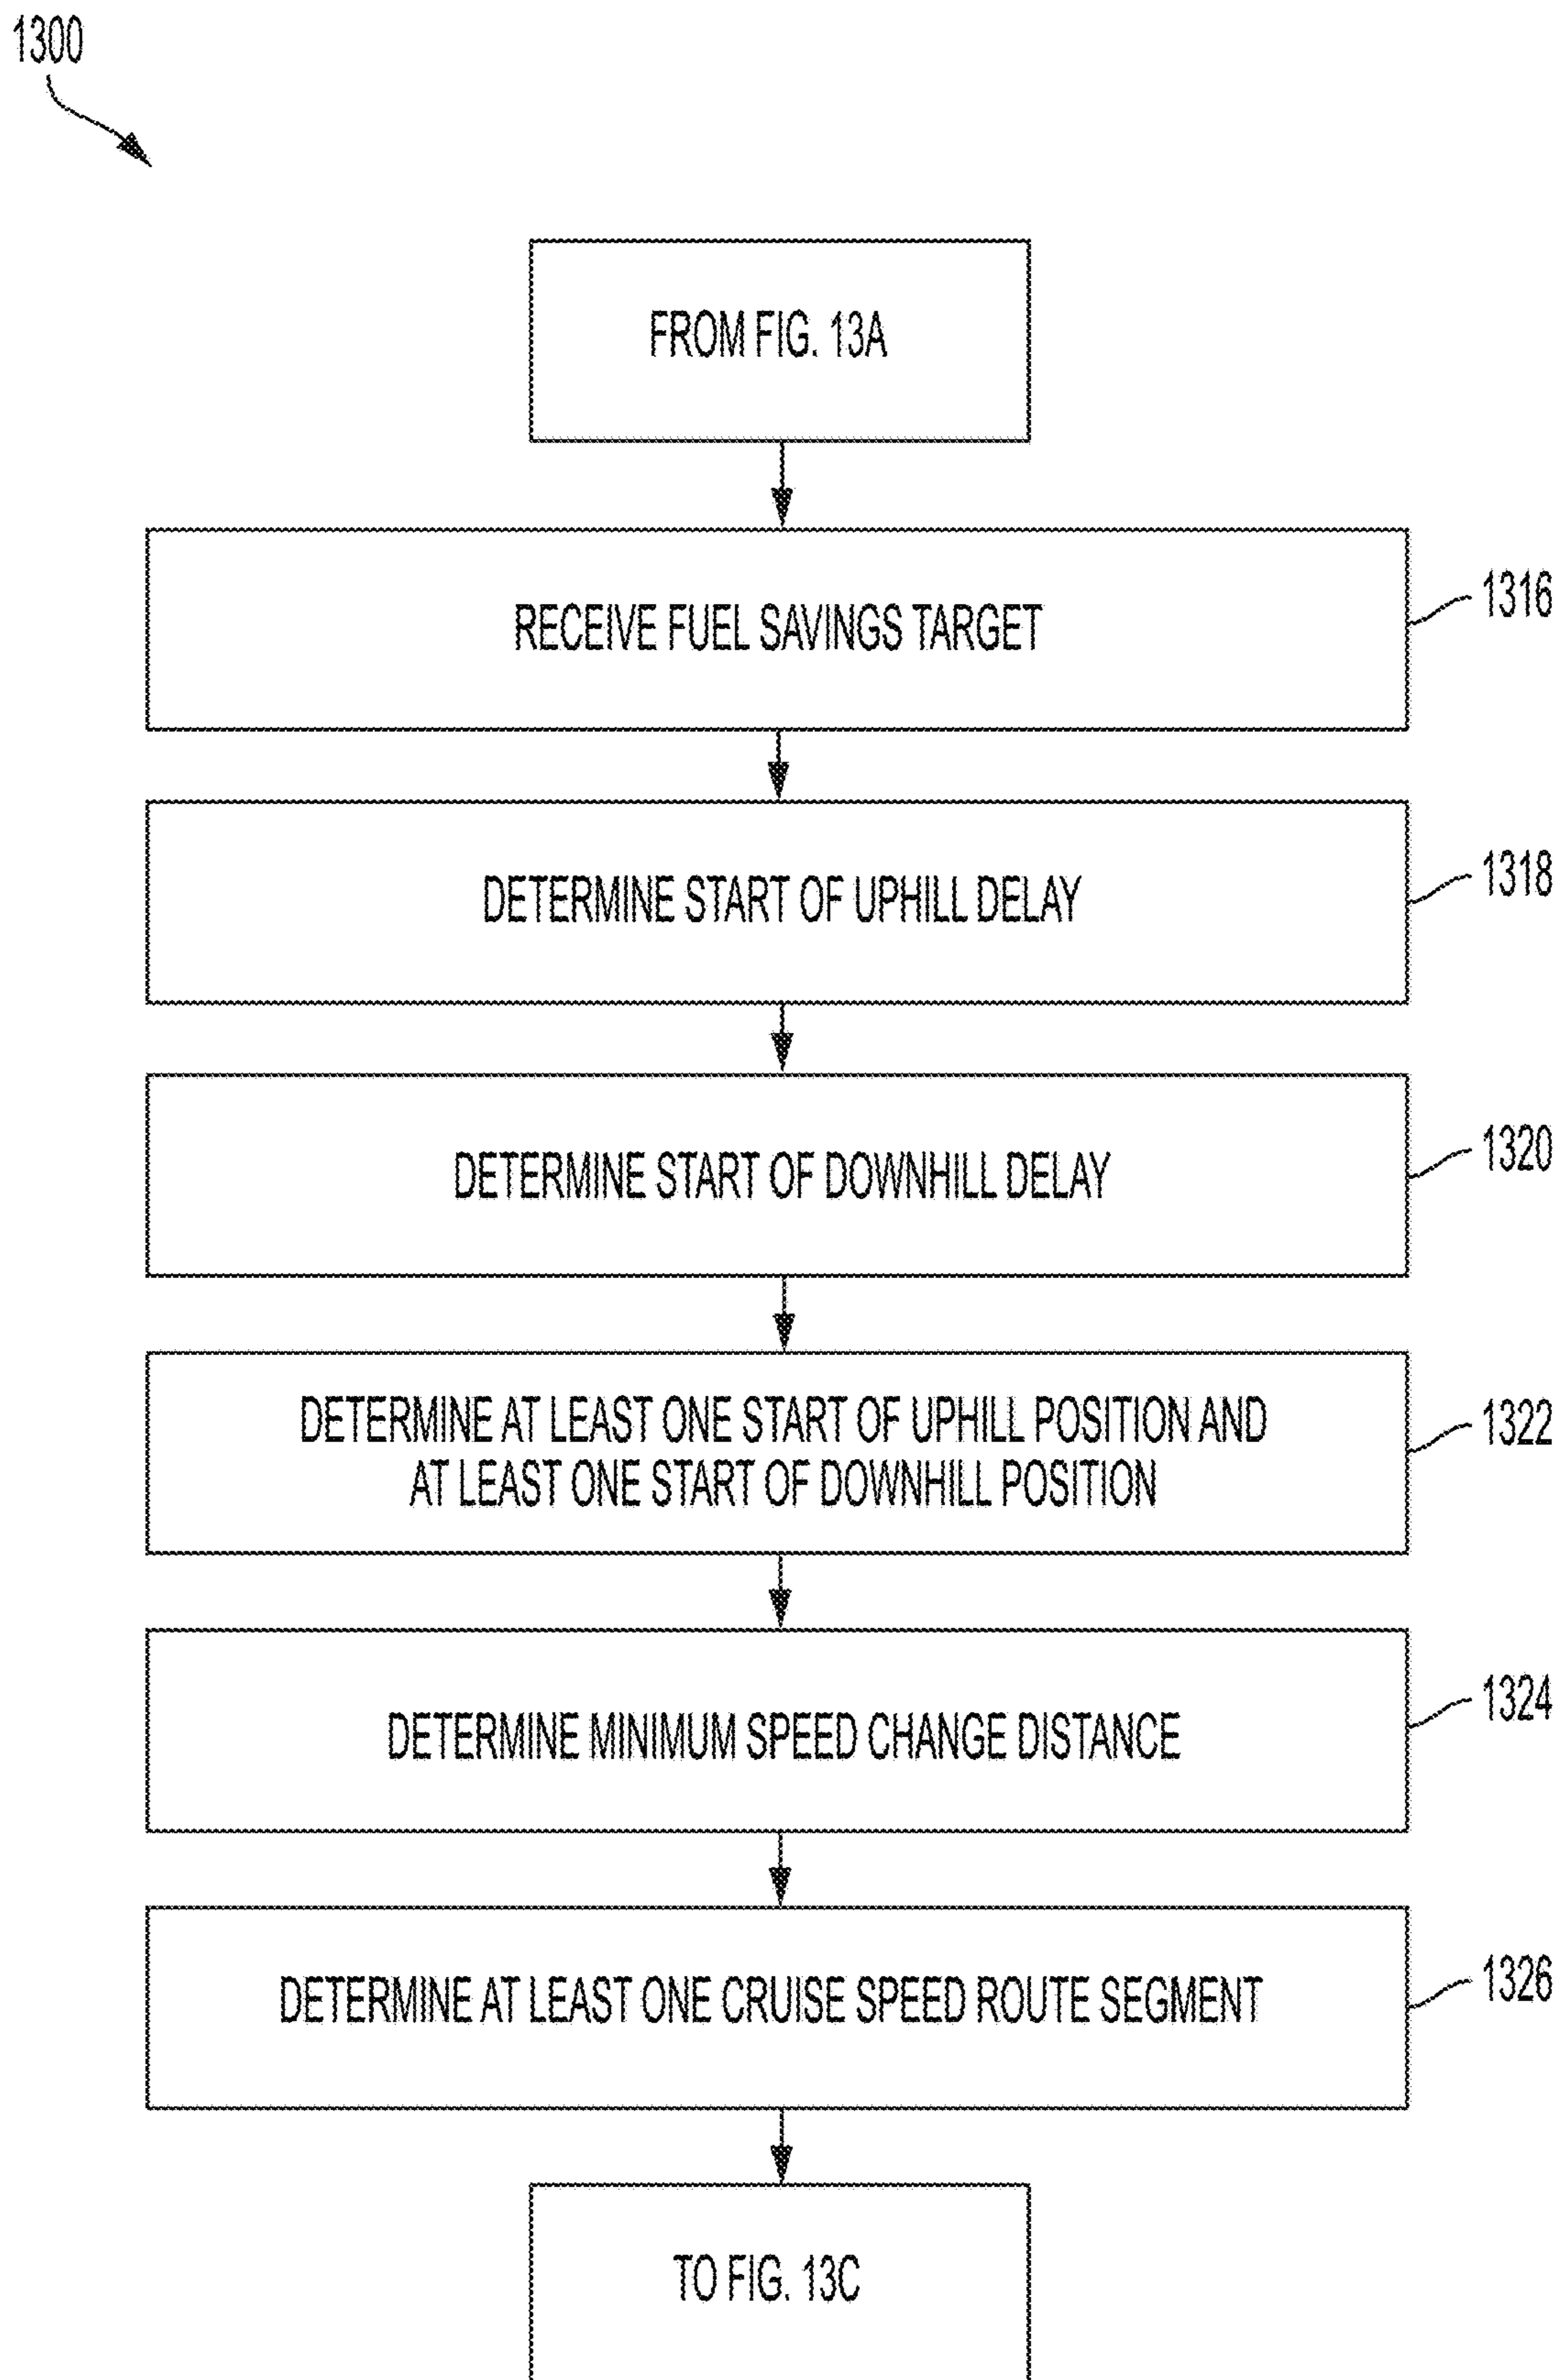 1300
FROM FIG. 13A
RECEIVE FUEL SAVINGS TARGET
1316
DETERMINE START OF UPHILL DELAY
1318
DETERMINE START OF DOWNHILL DELAY
1320
DETERMINE AT LEAST ONE START OF UPHILL POSITION AND
AT LEAST ONE START OF DOWNHILL POSITION
1322
DETERMINE MINIMUM SPEED CHANGE DISTANCE
1324
DETERMINE AT LEAST ONE CRUISE SPEED ROUTE SEGMENT
1326
TO FIG. 13C